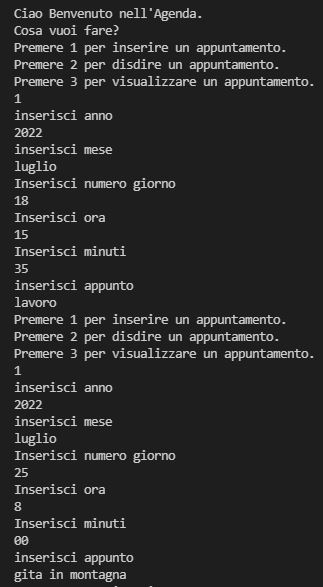 Ciao Benvenuto nell'Agenda.
Cosa vuoi fare?
Premere 1 per inserire un appuntamento.
Premere 2 per disdire un appuntamento.
Premere 3 per visualizzare un appuntamento.
1
inserisci anno
2022
inserisci mese
luglio
Inserisci numero giorno
18
Inserisci ora
15
Inserisci minuti
35
inserisci appunto
lavoro
Premere 1 per inserire un appuntamento.
Premere 2 per disdire un appuntamento.
Premere 3 per visualizzare un appuntamento.
1
inserisci anno
2022
inserisci mese
luglio
Inserisci numero giorno
25
Inserisci ora
8
Inserisci minuti
00
inserisci appunto
gita in montagna